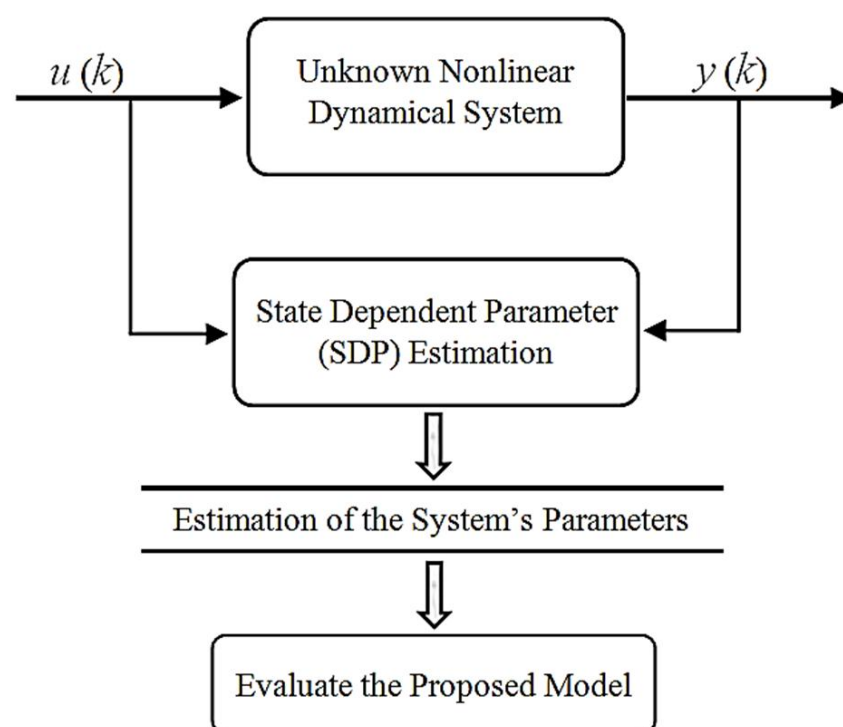 u (k)
Unknown Nonlinear
Dynamical System
y (k)
State Dependent Parameter
(SDP) Estimation
Estimation of the System’s Parameters
Evaluate the Proposed Model